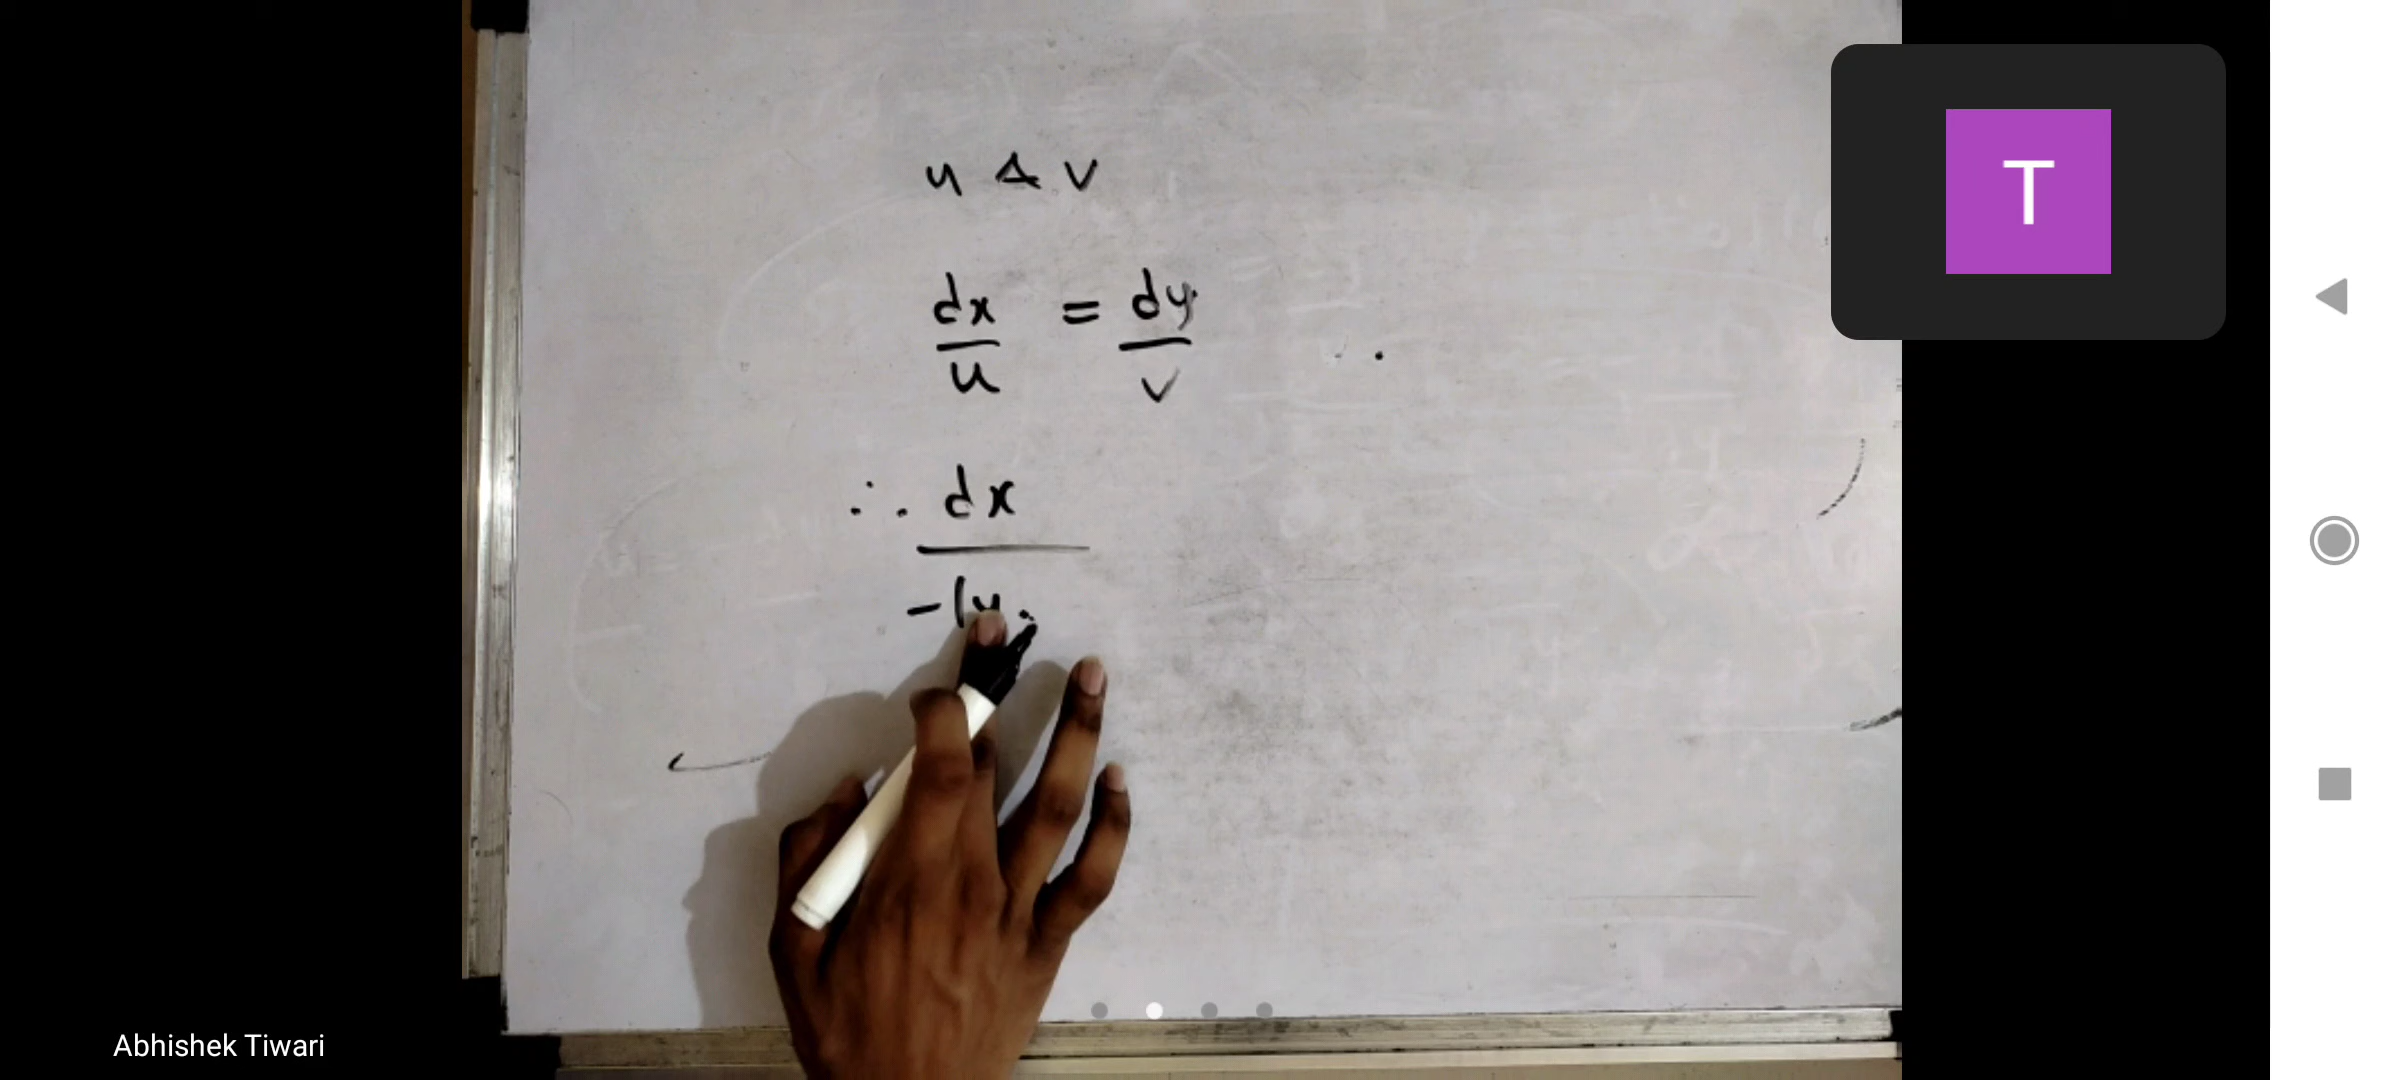 u & v
dx/u = dy/v .
∴ dx
-(y.
T
Abhishek Tiwari